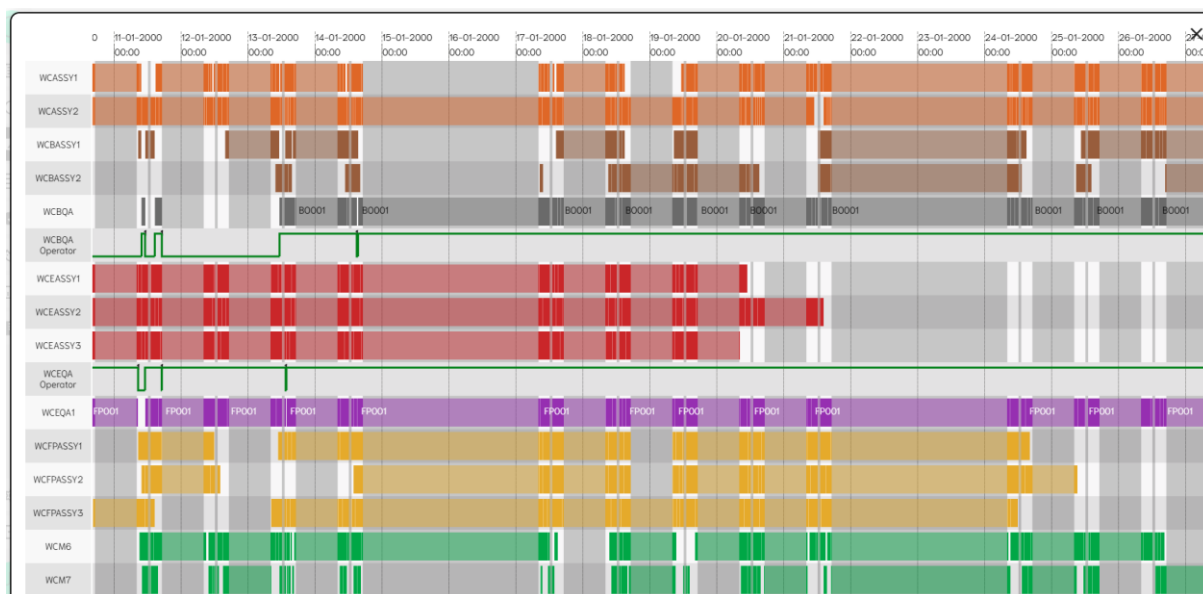 0 11-01-2000 12-01-2000 13-01-2000 14-01-2000 15-01-2000 16-01-2000 17-01-2000 18-01-2000 19-01-2000 20-01-2000 21-01-2000 22-01-2000 23-01-2000 24-01-2000 25-01-2000 26-01-2000
00:00 00:00 00:00 00:00 00:00 00:00 00:00 00:00 00:00 00:00 00:00 00:00 00:00 00:00 00:00 00:00
WCASSY1
WCASSY2
WCBASSY1
WCBASSY2
WCBQA B0001 B0001 B0001 B0001 B0001 B0001 B0001 B0001 B0001 B0001
WCBQA
Operator
WCEASSY1
WCEASSY2
WCEASSY3
WCEQA
Operator
WCEQA1 FP001 FP001 FP001 FP001 FP001 FP001 FP001 FP001 FP001 FP001 FP001 FP001 FP001
WCFPASSY1
WCFPASSY2
WCFPASSY3
WCM6
WCM7